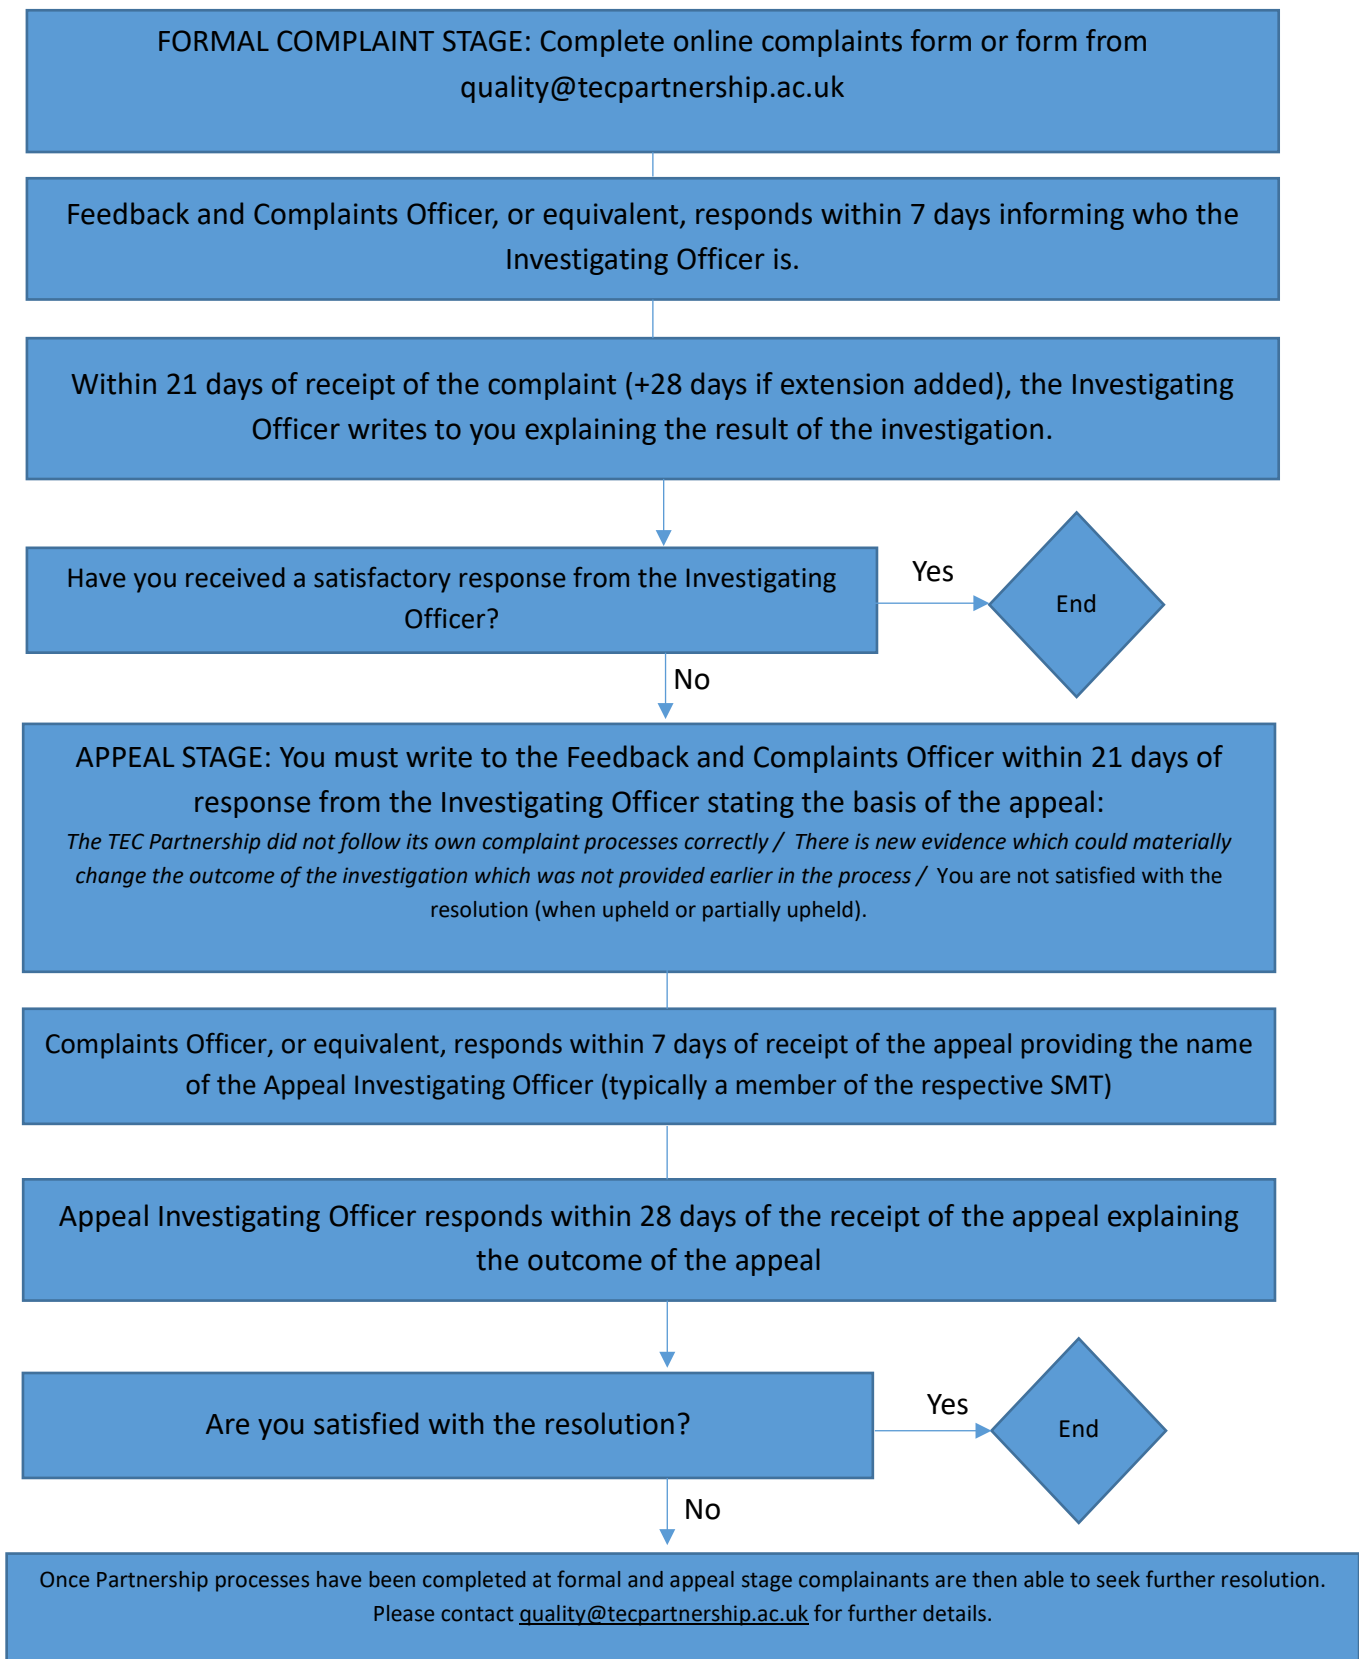 FORMAL COMPLAINT STAGE: Complete online complaints form or form from
quality@tecpartnership.ac.uk
Feedback and Complaints Officer, or equivalent, responds within 7 days informing who the
Investigating Officer is.
Within 21 days of receipt of the complaint (+28 days if extension added), the Investigating
Officer writes to you explaining the result of the investigation.
Have you received a satisfactory response from the Investigating
Officer?
Yes
End
No
APPEAL STAGE: You must write to the Feedback and Complaints Officer within 21 days of
response from the Investigating Officer stating the basis of the appeal:
The TEC Partnership did not follow its own complaint processes correctly / There is new evidence which could materially
change the outcome of the investigation which was not provided earlier in the process / You are not satisfied with the
resolution (when upheld or partially upheld).
Complaints Officer, or equivalent, responds within 7 days of receipt of the appeal providing the name
of the Appeal Investigating Officer (typically a member of the respective SMT)
Appeal Investigating Officer responds within 28 days of the receipt of the appeal explaining
the outcome of the appeal
Are you satisfied with the resolution?
Yes
End
No
Once Partnership processes have been completed at formal and appeal stage complainants are then able to seek further resolution.
Please contact quality@tecpartnership.ac.uk for further details.